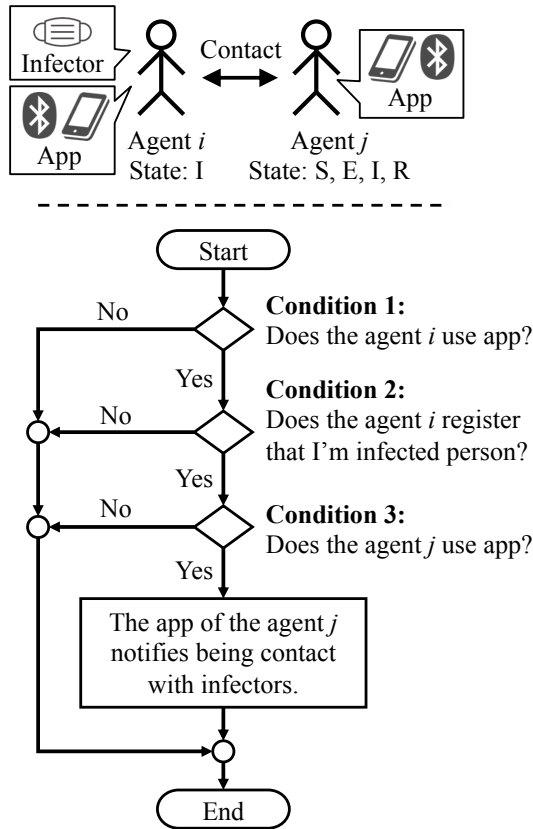 Infector
App
Contact
App
Agent i
State: I
Agent j
State: S, E, I, R
Start
Condition 1:
Does the agent i use app?
No
Yes
Condition 2:
Does the agent i register
that I'm infected person?
No
Yes
Condition 3:
Does the agent j use app?
No
Yes
The app of the agent j
notifies being contact
with infectors.
End